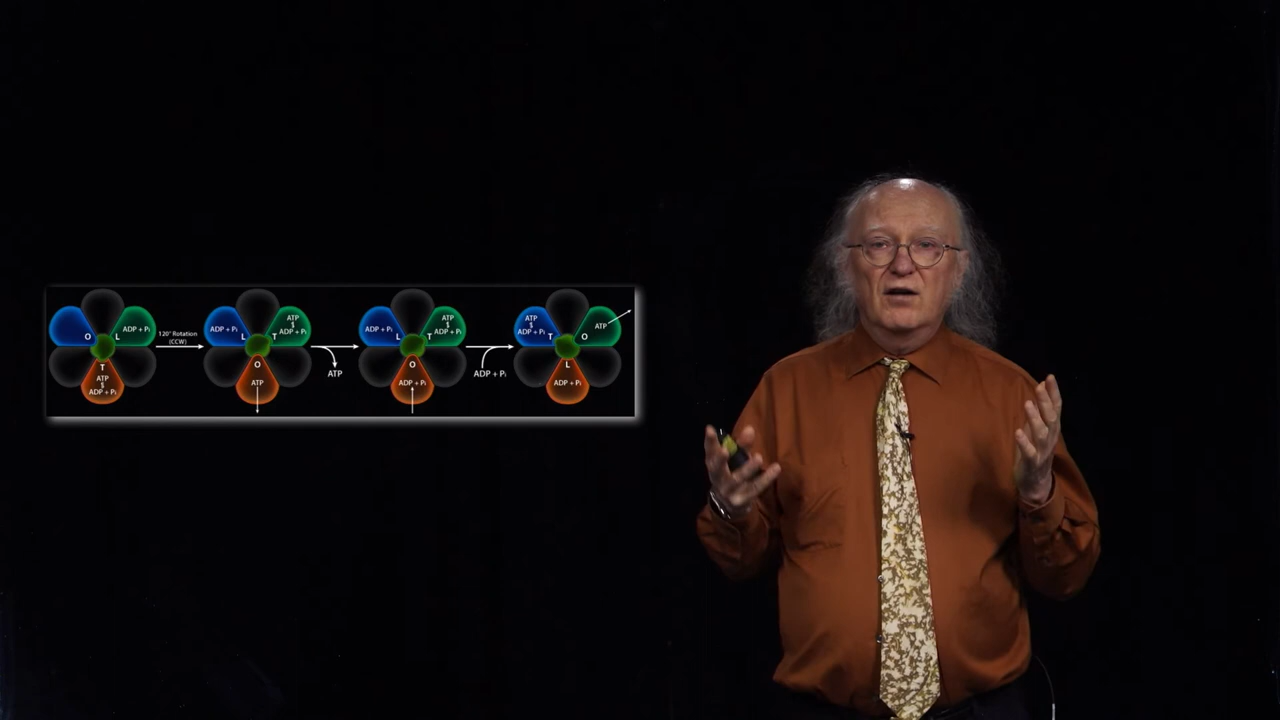 O
L
ADP + Pi
T
ATP
ADP + Pi
120° Rotation
(CCW)
ADP + Pi
L
T
ATP
ADP + Pi
O
ATP
ATP
ADP + Pi
L
T
ATP
ADP + Pi
O
ADP + Pi
ADP + Pi
ATP
ADP + Pi
T
O
ATP
L
ADP + Pi